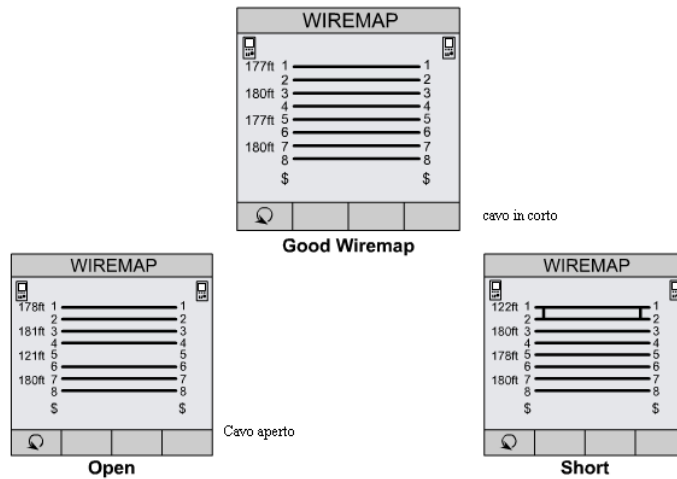 WIREMAP
177ft 1 1
2 2
180ft 3 3
4 4
177ft 5 5
6 6
180ft 7 7
8 8
$ $
cavo in corto
Good Wiremap
WIREMAP
178ft 1 1
2 2
181ft 3 3
4 4
121ft 5 5
6 6
180ft 7 7
8 8
$ $
Cavo aperto
Open
WIREMAP
122ft 1 1
2 2
180ft 3 3
4 4
178ft 5 5
6 6
180ft 7 7
8 8
$ $
Short